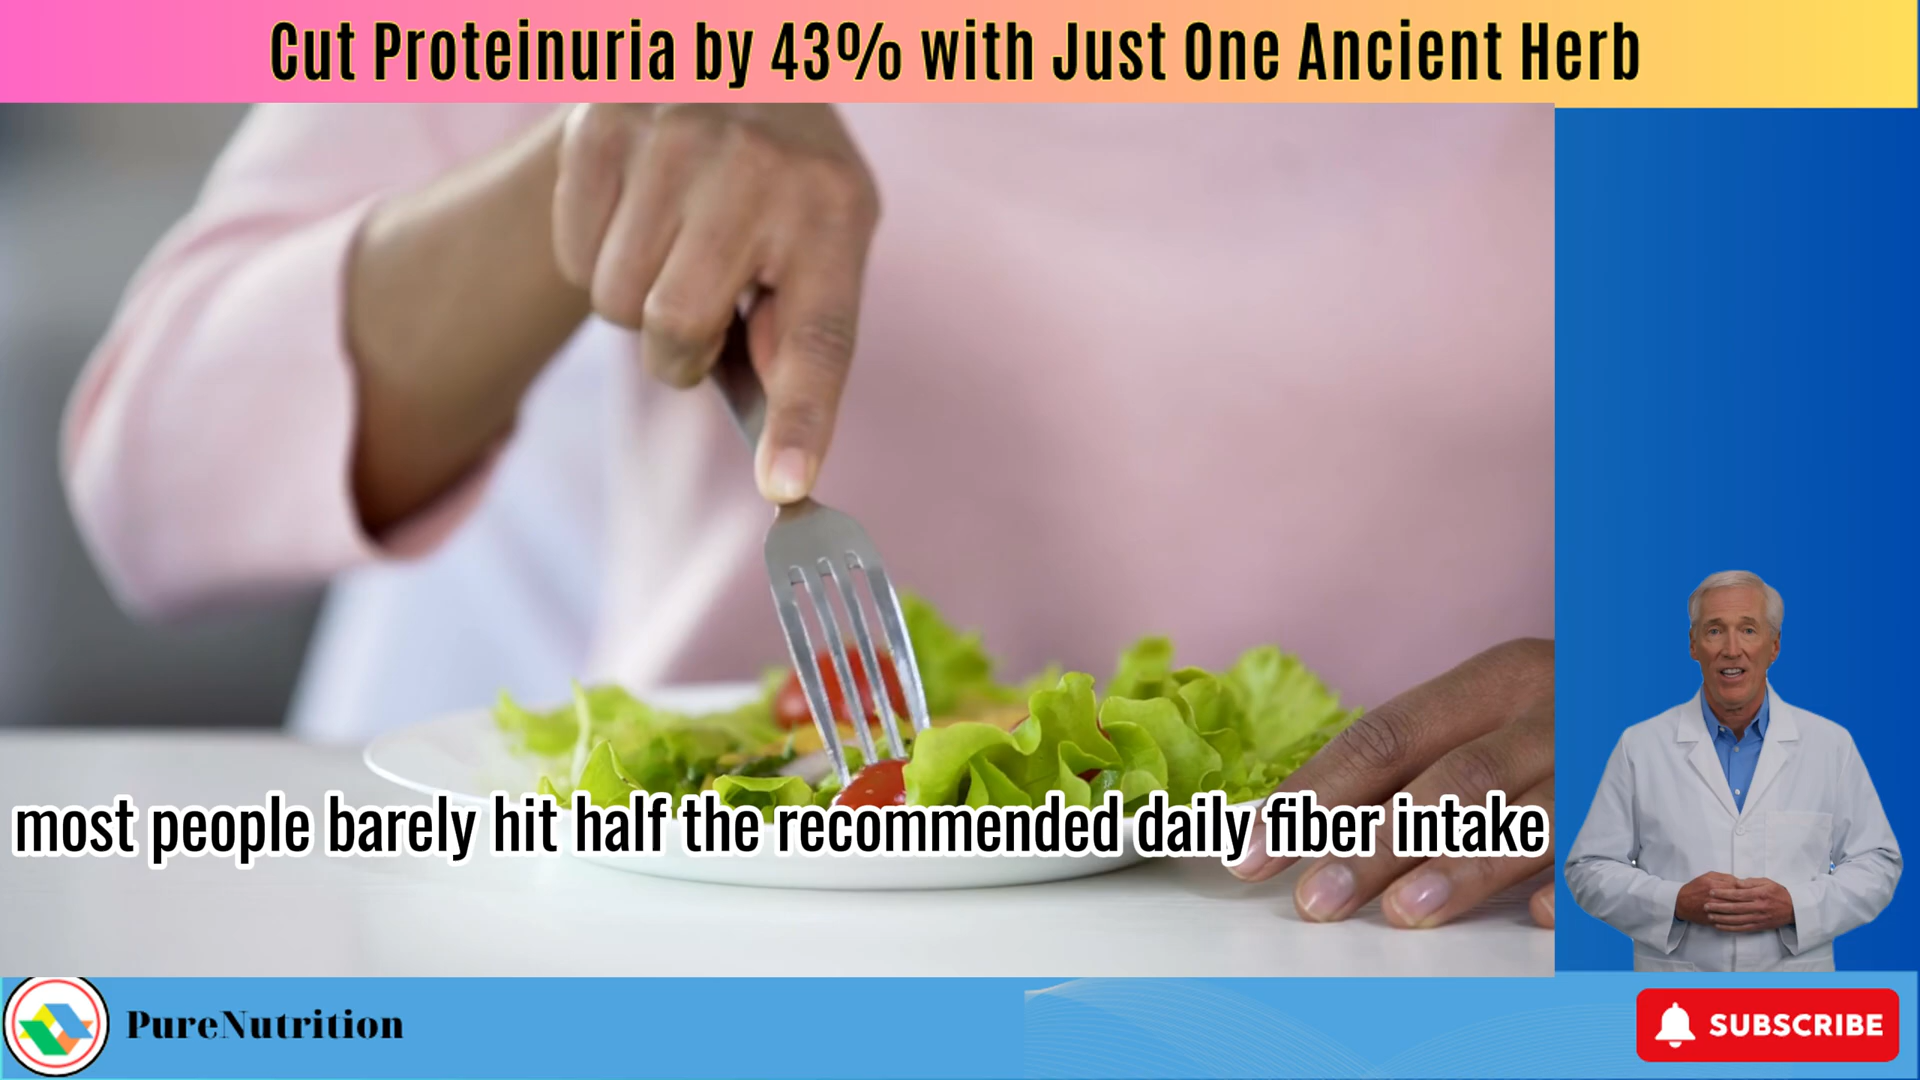 Cut Proteinuria by 43% with Just One Ancient Herb
most people barely hit half the recommended daily fiber intake
PureNutrition
SUBSCRIBE